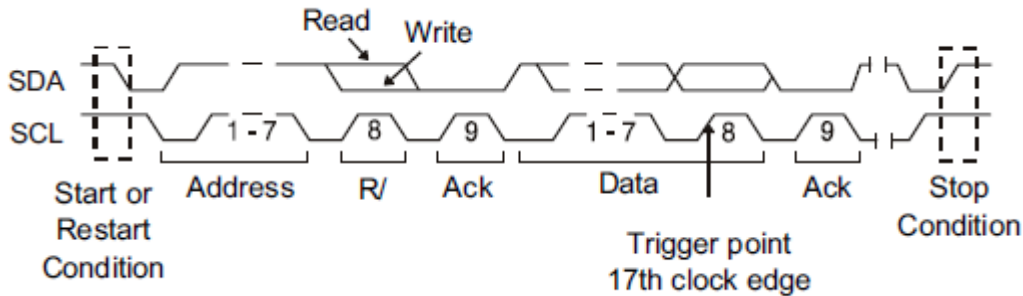 Read
Write
SDA
SCL
1 - 7
8
9
1 - 7
8
9
Address
R/
Ack
Data
Ack
Start or
Restart
Condition
Stop
Condition
Trigger point
17th clock edge